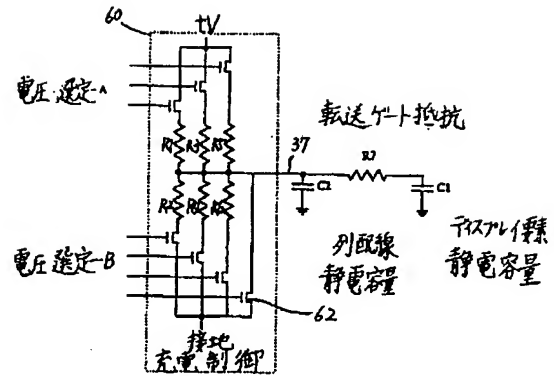 60
+V
電圧選定-A
転送ゲート抵抗
R1 R3 R5
37
R7
C2
C1
R2 R4 R6
電圧選定-B
列配線
静電容量
ディスプレイ要素
静電容量
62
接地
充電制御